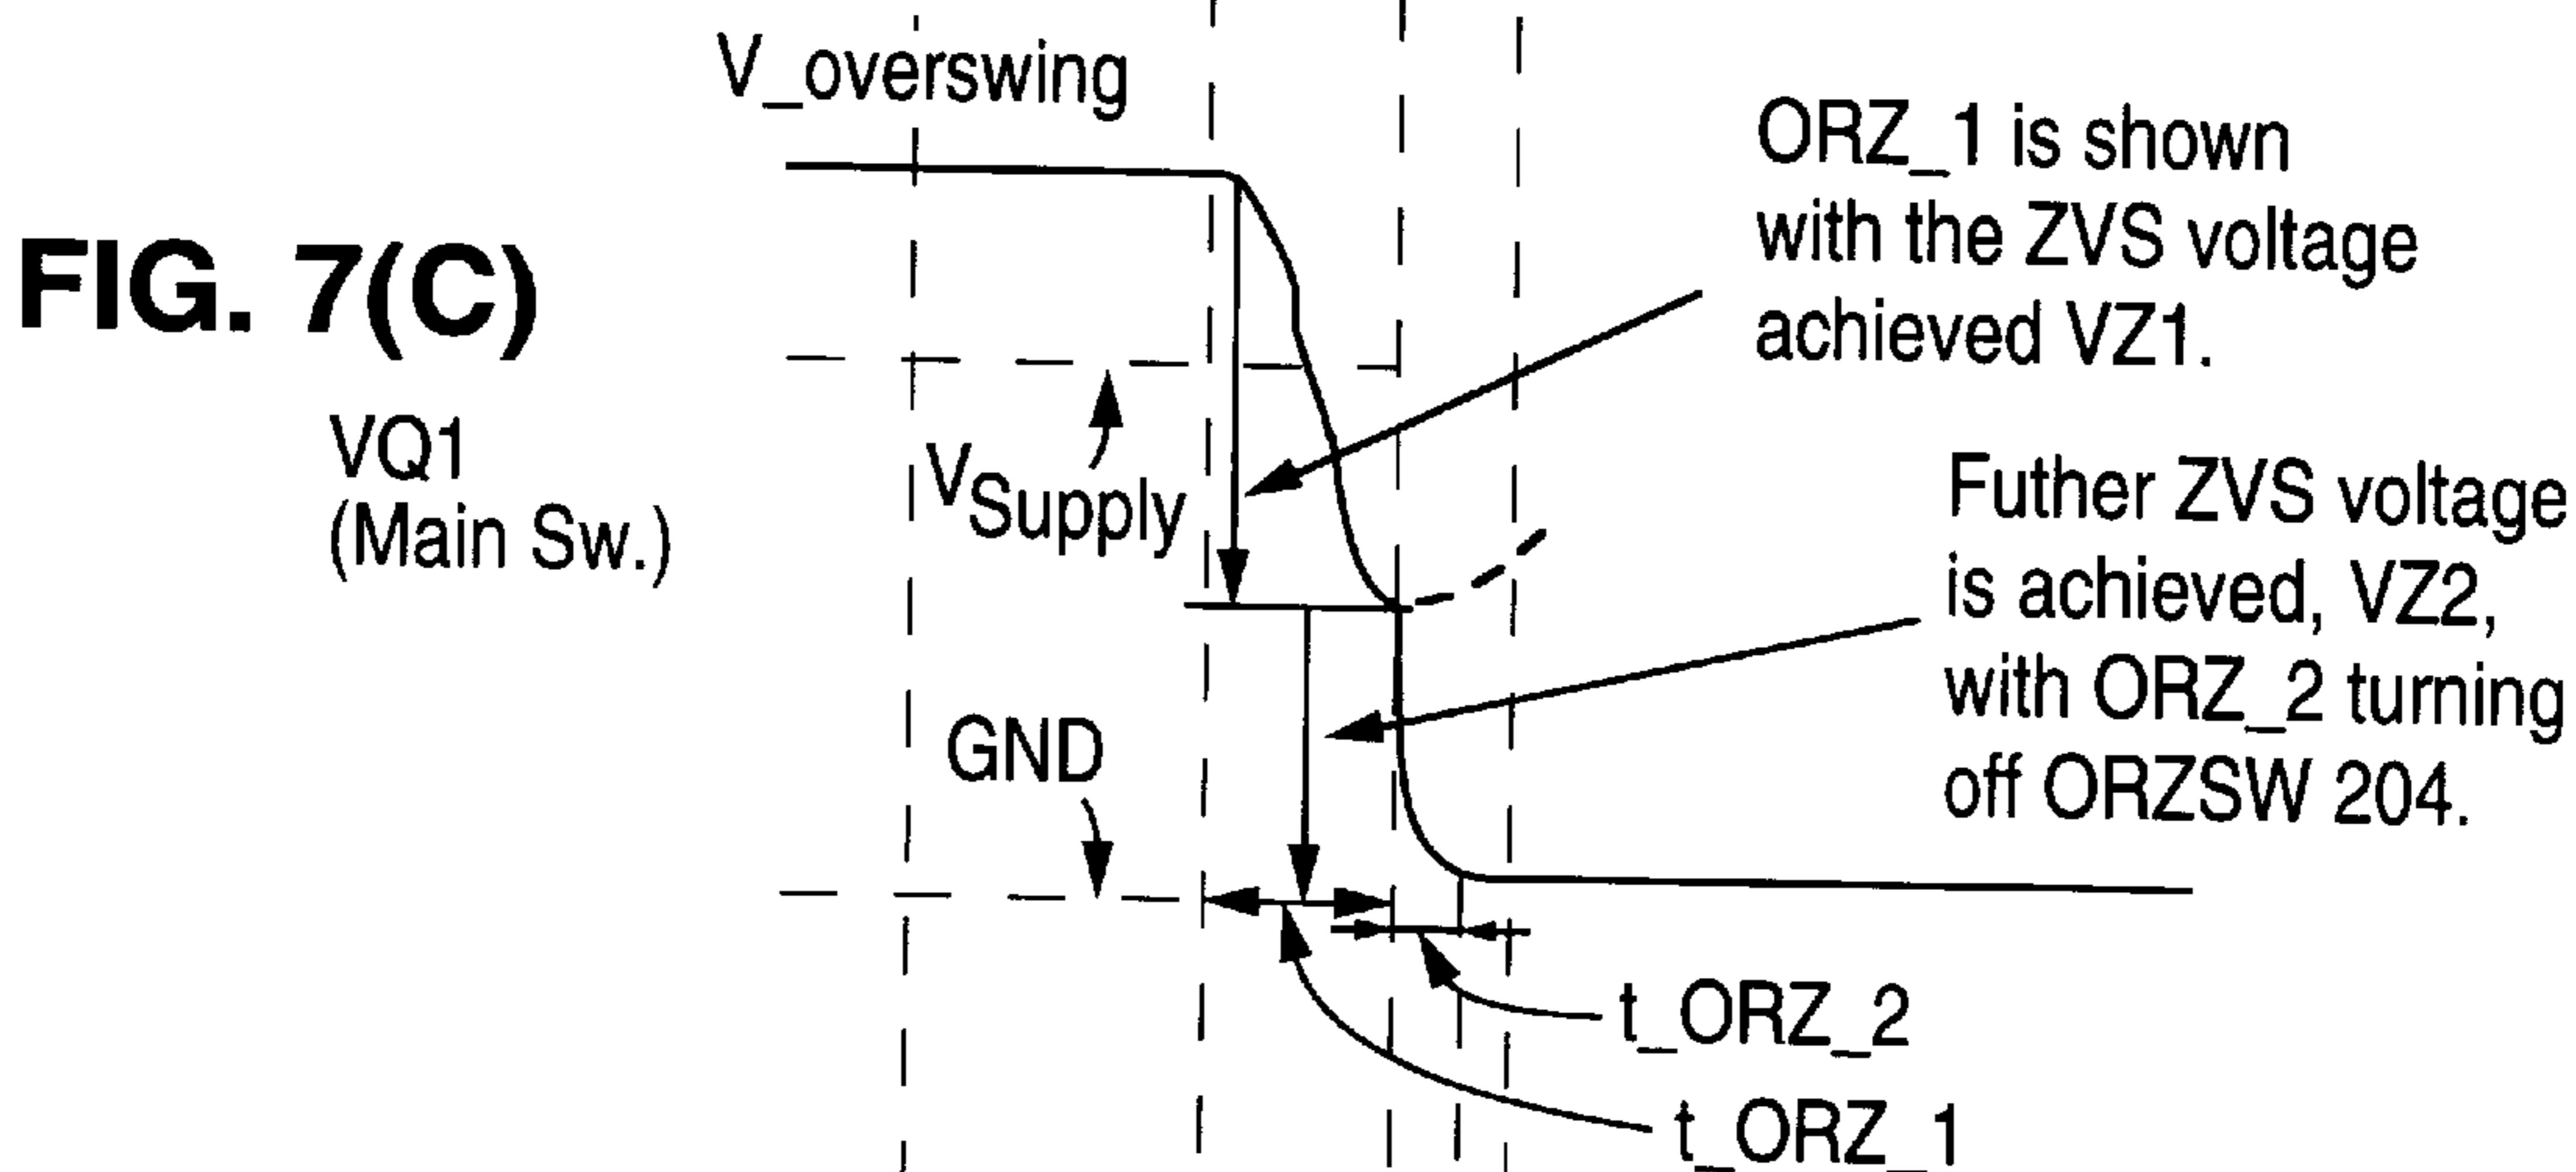 V_overswing
ORZ_1 is shown
with the ZVS voltage
achieved VZ1.
FIG. 7(C)
VQ1
(Main Sw.)
VSupply
Futher ZVS voltage
is achieved, VZ2,
with ORZ_2 turning
off ORZSW 204.
GND
t_ORZ_2
t_ORZ_1